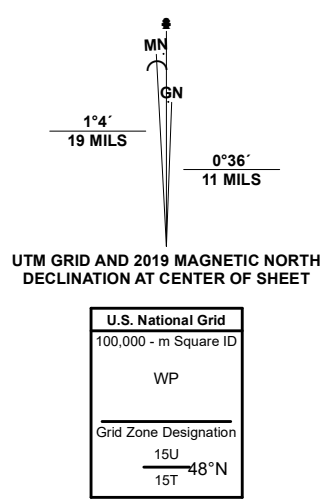 MN
GN
1°4´
19 MILS
0°36´
11 MILS
UTM GRID AND 2019 MAGNETIC NORTH
DECLINATION AT CENTER OF SHEET
U.S. National Grid
100,000 - m Square ID
WP
Grid Zone Designation
15U
48°N
15T